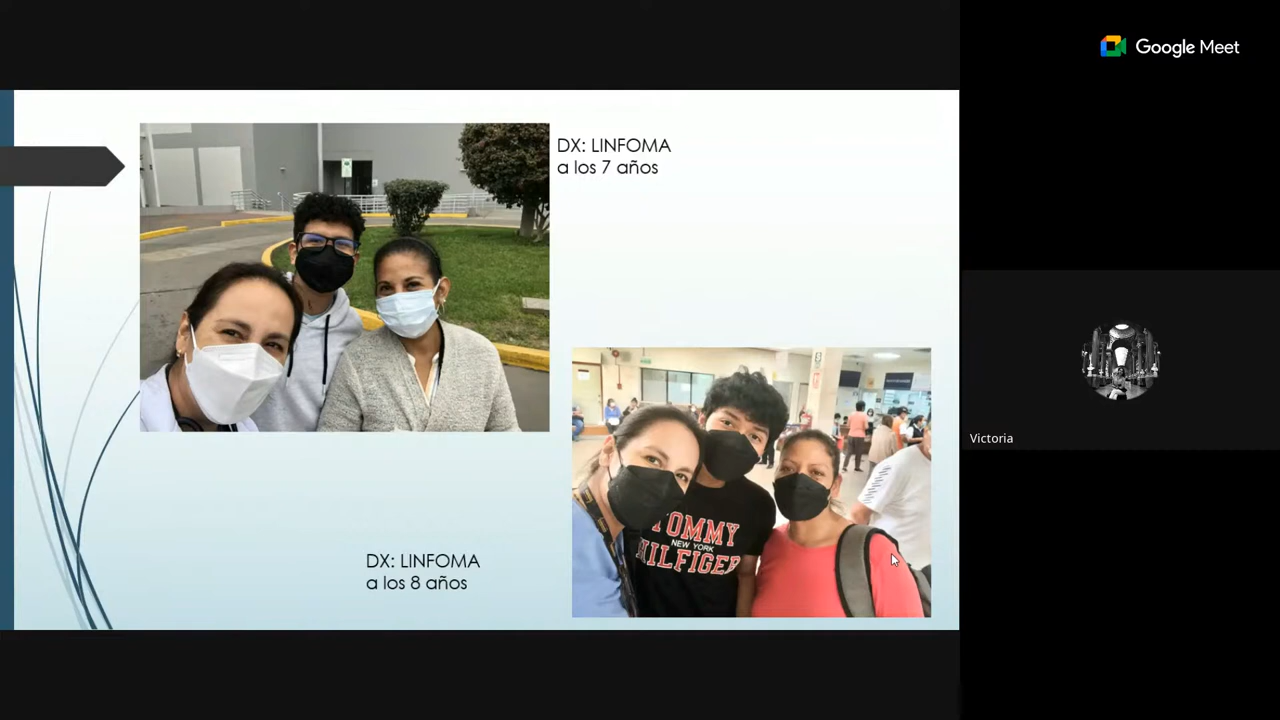 Google Meet
DX: LINFOMA
a los 7 años
TOMMY
NEW YORK
HILFIGER
DX: LINFOMA
a los 8 años
Victoria